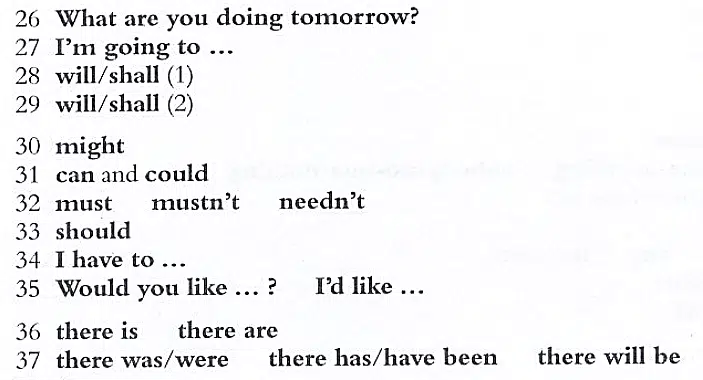 26 What are you doing tomorrow?
27 I'm going to ...
28 will/shall (1)
29 will/shall (2)
30 might
31 can and could
32 must mustn't needn't
33 should
34 I have to ...
35 Would you like ... ? I'd like ...
36 there is there are
37 there was/were there has/have been there will be